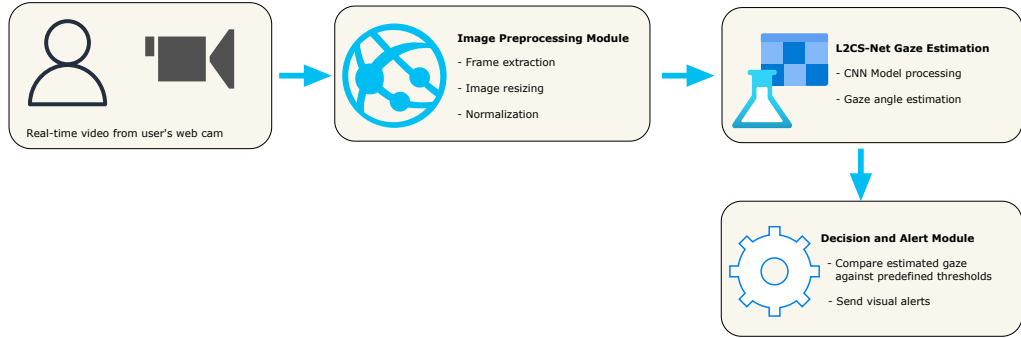 Real-time video from user's web cam
Image Preprocessing Module
- Frame extraction
- Image resizing
- Normalization
L2CS-Net Gaze Estimation
- CNN Model processing
- Gaze angle estimation
Decision and Alert Module
- Compare estimated gaze
against predefined thresholds
- Send visual alerts